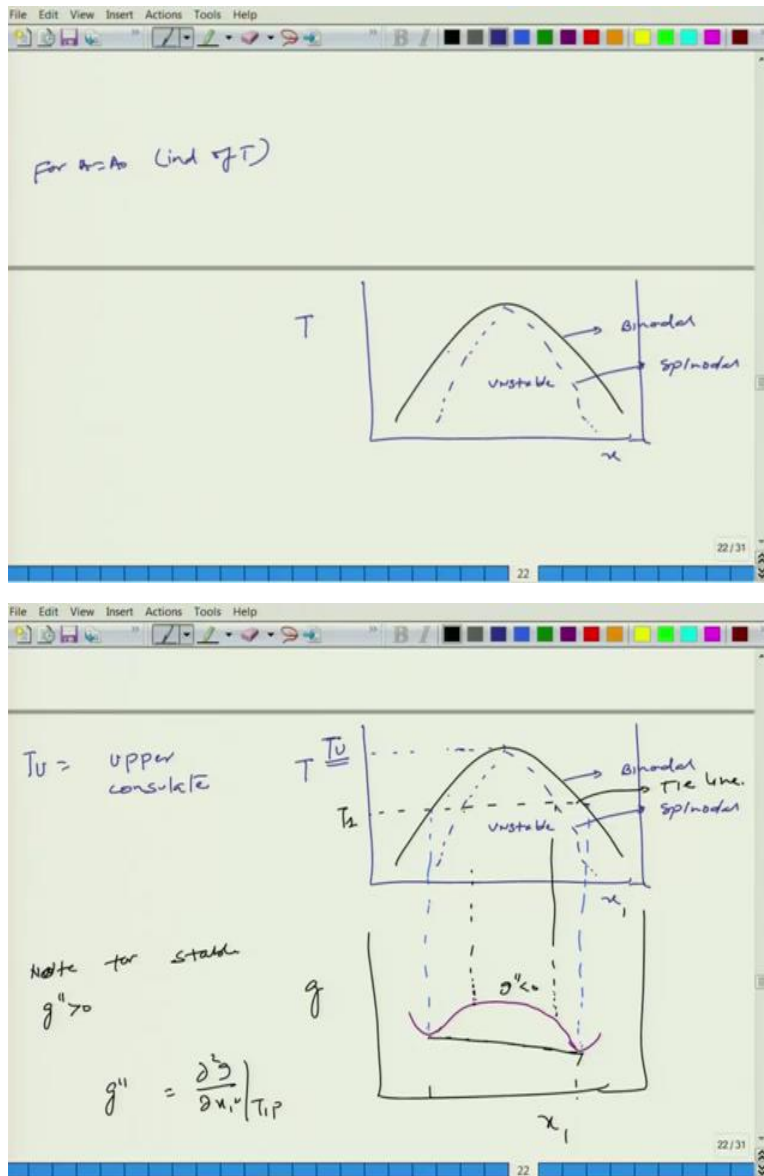 File Edit View Insert Actions Tools Help
B I
For A=A0 (ind of T)
T
Binodal
Spinodal
unstable
x
22/31
22
File Edit View Insert Actions Tools Help
B I
TU = upper
consulate
T TU
Binodal
Tie line.
T1
Spinodal
unstable
x1
Note for stable
g">0
g
g"<0
g" = ∂²g/∂x1²|T1P
x1
22/31
22